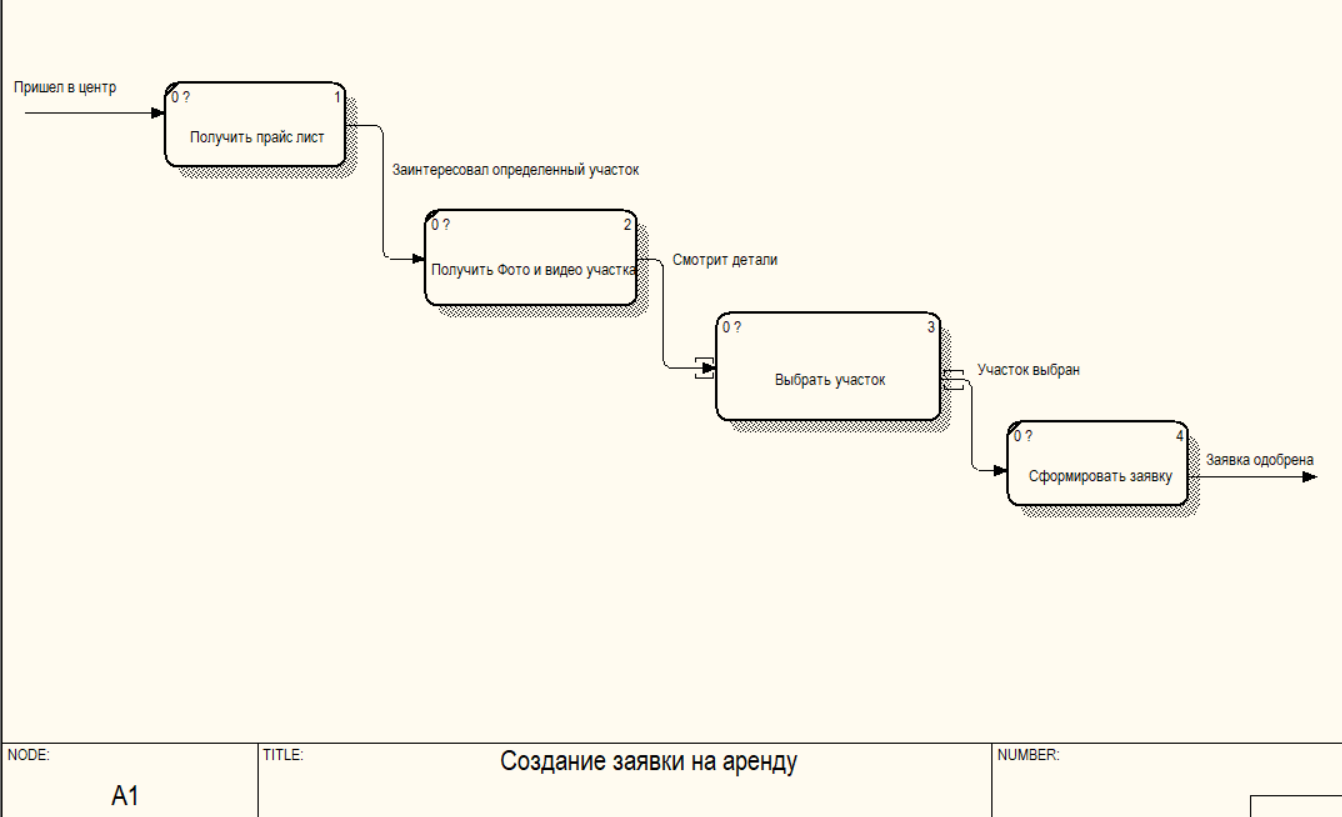 Пришел в центр
0 ? 1
Получить прайс лист
Заинтересовал определенный участок
0 ? 2
Получить Фото и видео участка
Смотрит детали
0 ? 3
Выбрать участок
Участок выбран
0 ? 4
Сформировать заявку
Заявка одобрена
NODE: TITLE: Создание заявки на аренду NUMBER:
A1